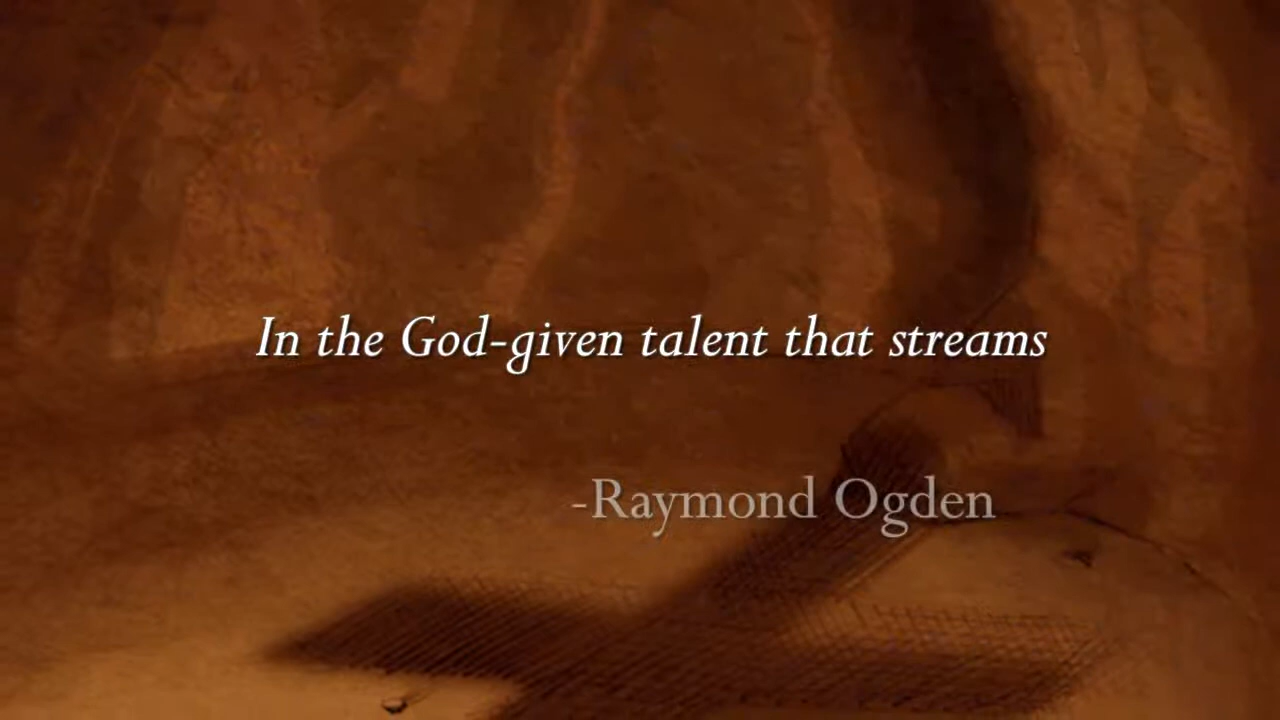 In the God-given talent that streams
-Raymond Ogden